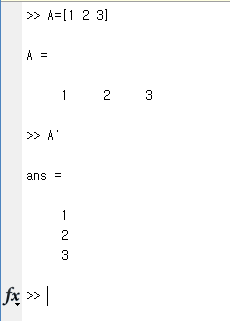 >> A=[1 2 3]
A =
1 2 3
>> A'
ans =
1
2
3
fx >>